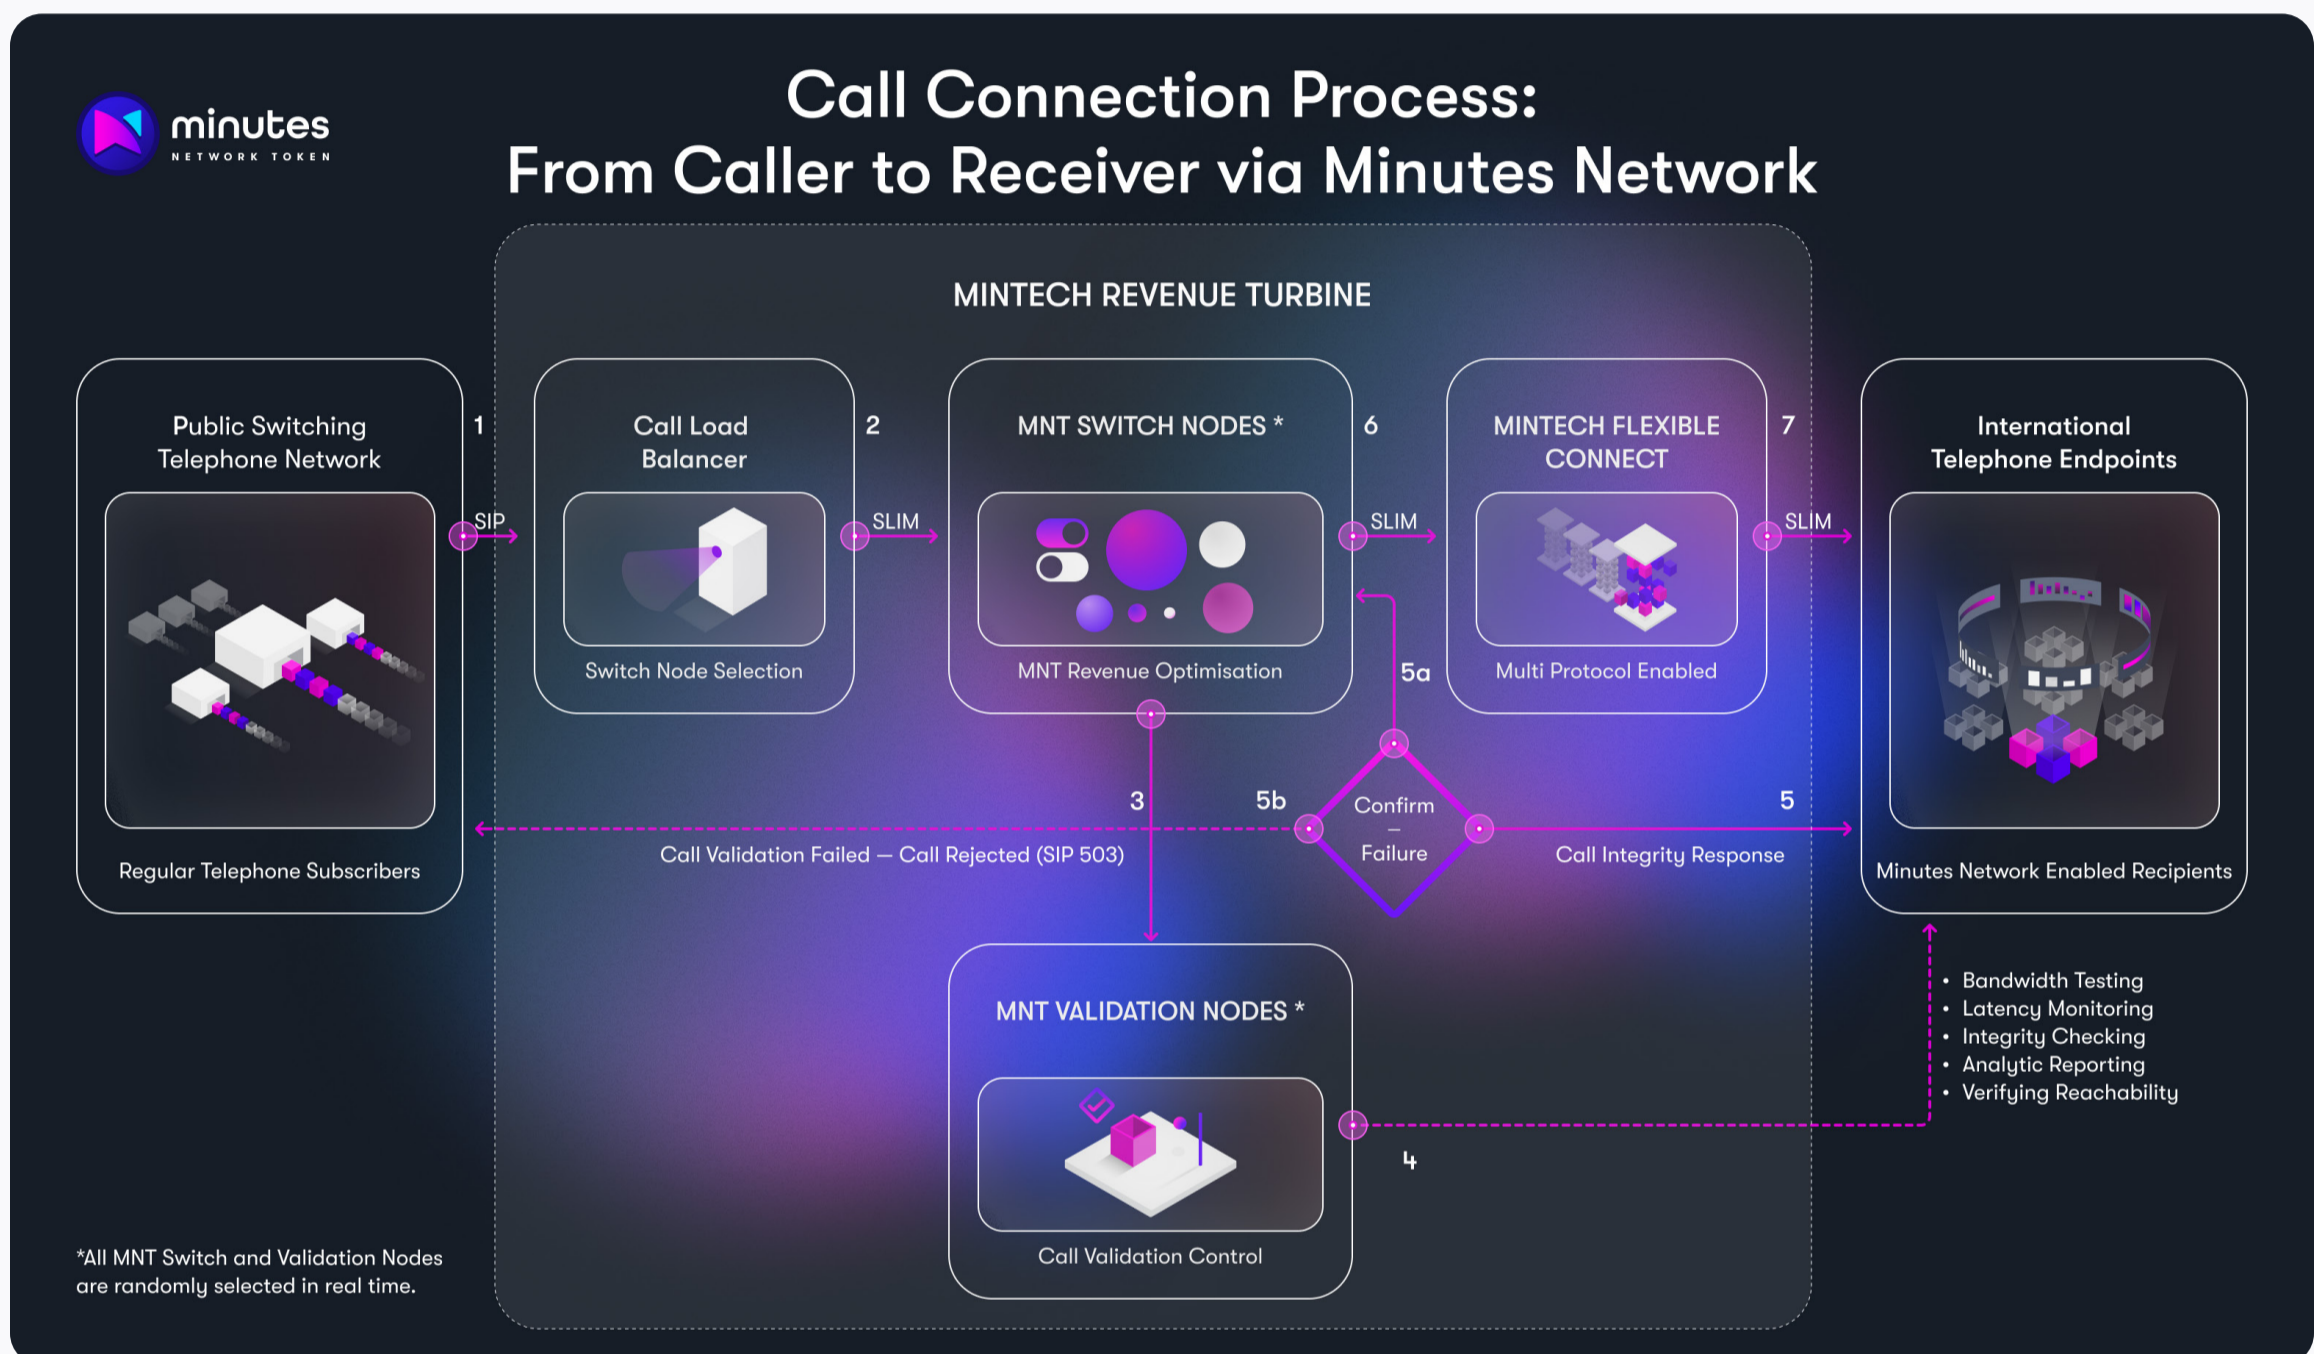 minutes
NETWORK TOKEN
Call Connection Process:
From Caller to Receiver via Minutes Network
MINTECH REVENUE TURBINE
Public Switching
Telephone Network
Regular Telephone Subscribers
1
SIP
Call Load
Balancer
Switch Node Selection
2
SLIM
MNT SWITCH NODES *
MNT Revenue Optimisation
6
SLIM
MINTECH FLEXIBLE
CONNECT
Multi Protocol Enabled
7
SLIM
International
Telephone Endpoints
Minutes Network Enabled Recipients
5a
3
5b
Confirm
–
Failure
5
Call Validation Failed — Call Rejected (SIP 503)
Call Integrity Response
MNT VALIDATION NODES *
Call Validation Control
4
• Bandwidth Testing
• Latency Monitoring
• Integrity Checking
• Analytic Reporting
• Verifying Reachability
*All MNT Switch and Validation Nodes
are randomly selected in real time.